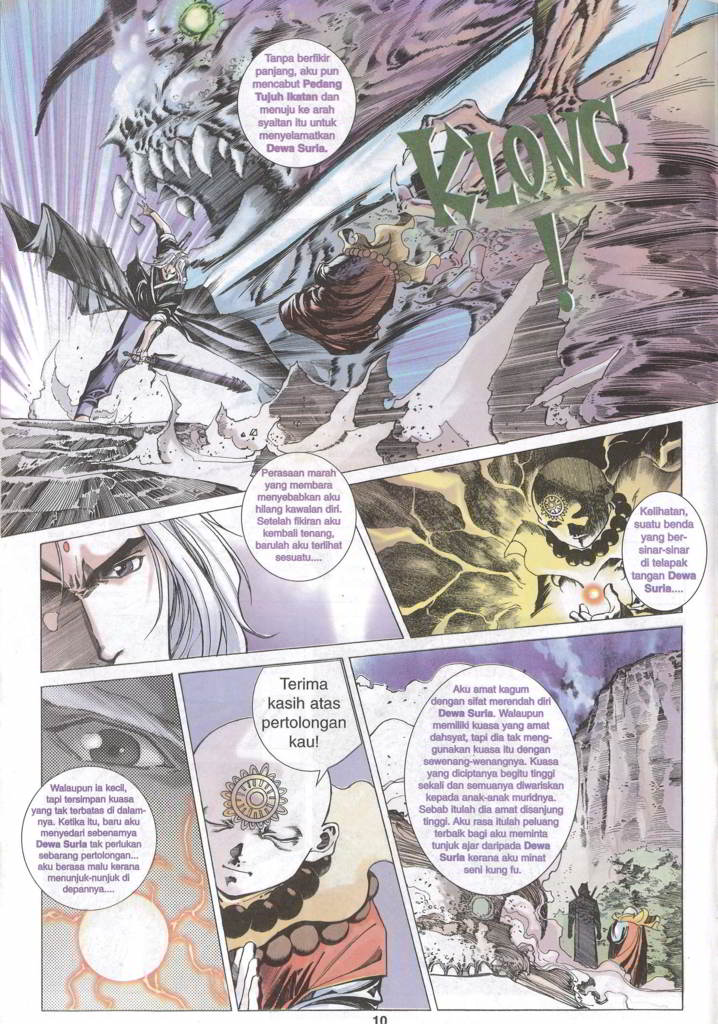 Tanpa berfikir
panjang, aku pun
mencabut Pedang
Tujuh Ikatan dan
menuju ke arah
syaitan itu untuk
menyelamatkan
Dewa Suria.
KLONG
!
Perasaan marah
yang membara
menyebabkan aku
hilang kawalan diri.
Setelah fikiran aku
kembali tenang,
barulah aku terlihat
sesuatu....
Kelihatan,
suatu benda
yang ber-
sinar-sinar
di telapak
tangan Dewa
Suria....
Walaupun ia kecil,
tapi tersimpan kuasa
yang tak terbatas di dalam-
nya. Ketika itu, baru aku
menyedari sebenarnya
Dewa Suria tak perlukan
sebarang pertolongan...
aku berasa malu kerana
menunjuk-nunjuk di
depannya....
Terima
kasih atas
pertolongan
kau!
Aku amat kagum
dengan sifat merendah diri
Dewa Suria. Walaupun
memiliki kuasa yang amat
dahsyat, tapi dia tak meng-
gunakan kuasa itu dengan
sewenang-wenangnya. Kuasa
yang diciptanya begitu tinggi
sekali dan semuanya diwariskan
kepada anak-anak muridnya.
Sebab itulah dia amat disanjung
tinggi. Aku rasa itulah peluang
terbaik bagi aku meminta
tunjuk ajar daripada Dewa
Suria kerana aku minat
seni kung fu.
10